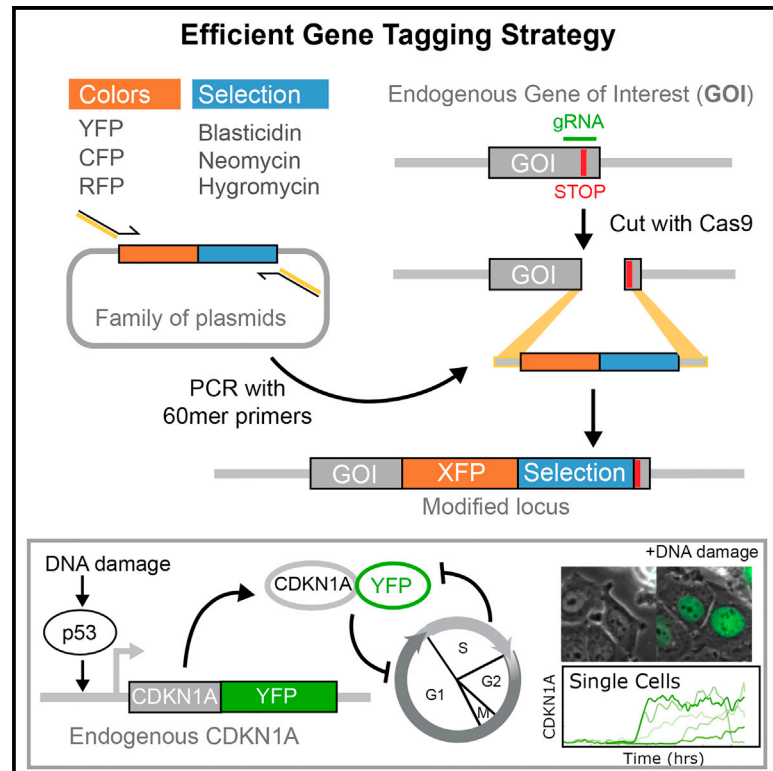 Efficient Gene Tagging Strategy
Colors
Selection
YFP
CFP
RFP
Blasticidin
Neomycin
Hygromycin
Family of plasmids
PCR with
60mer primers
Endogenous Gene of Interest (GOI)
gRNA
GOI
STOP
Cut with Cas9
GOI
GOI
XFP
Selection
Modified locus
DNA damage
p53
CDKN1A
YFP
Endogenous CDKN1A
CDKN1A
YFP
S
G1
G2
M
+DNA damage
Single Cells
CDKN1A
Time (hrs)